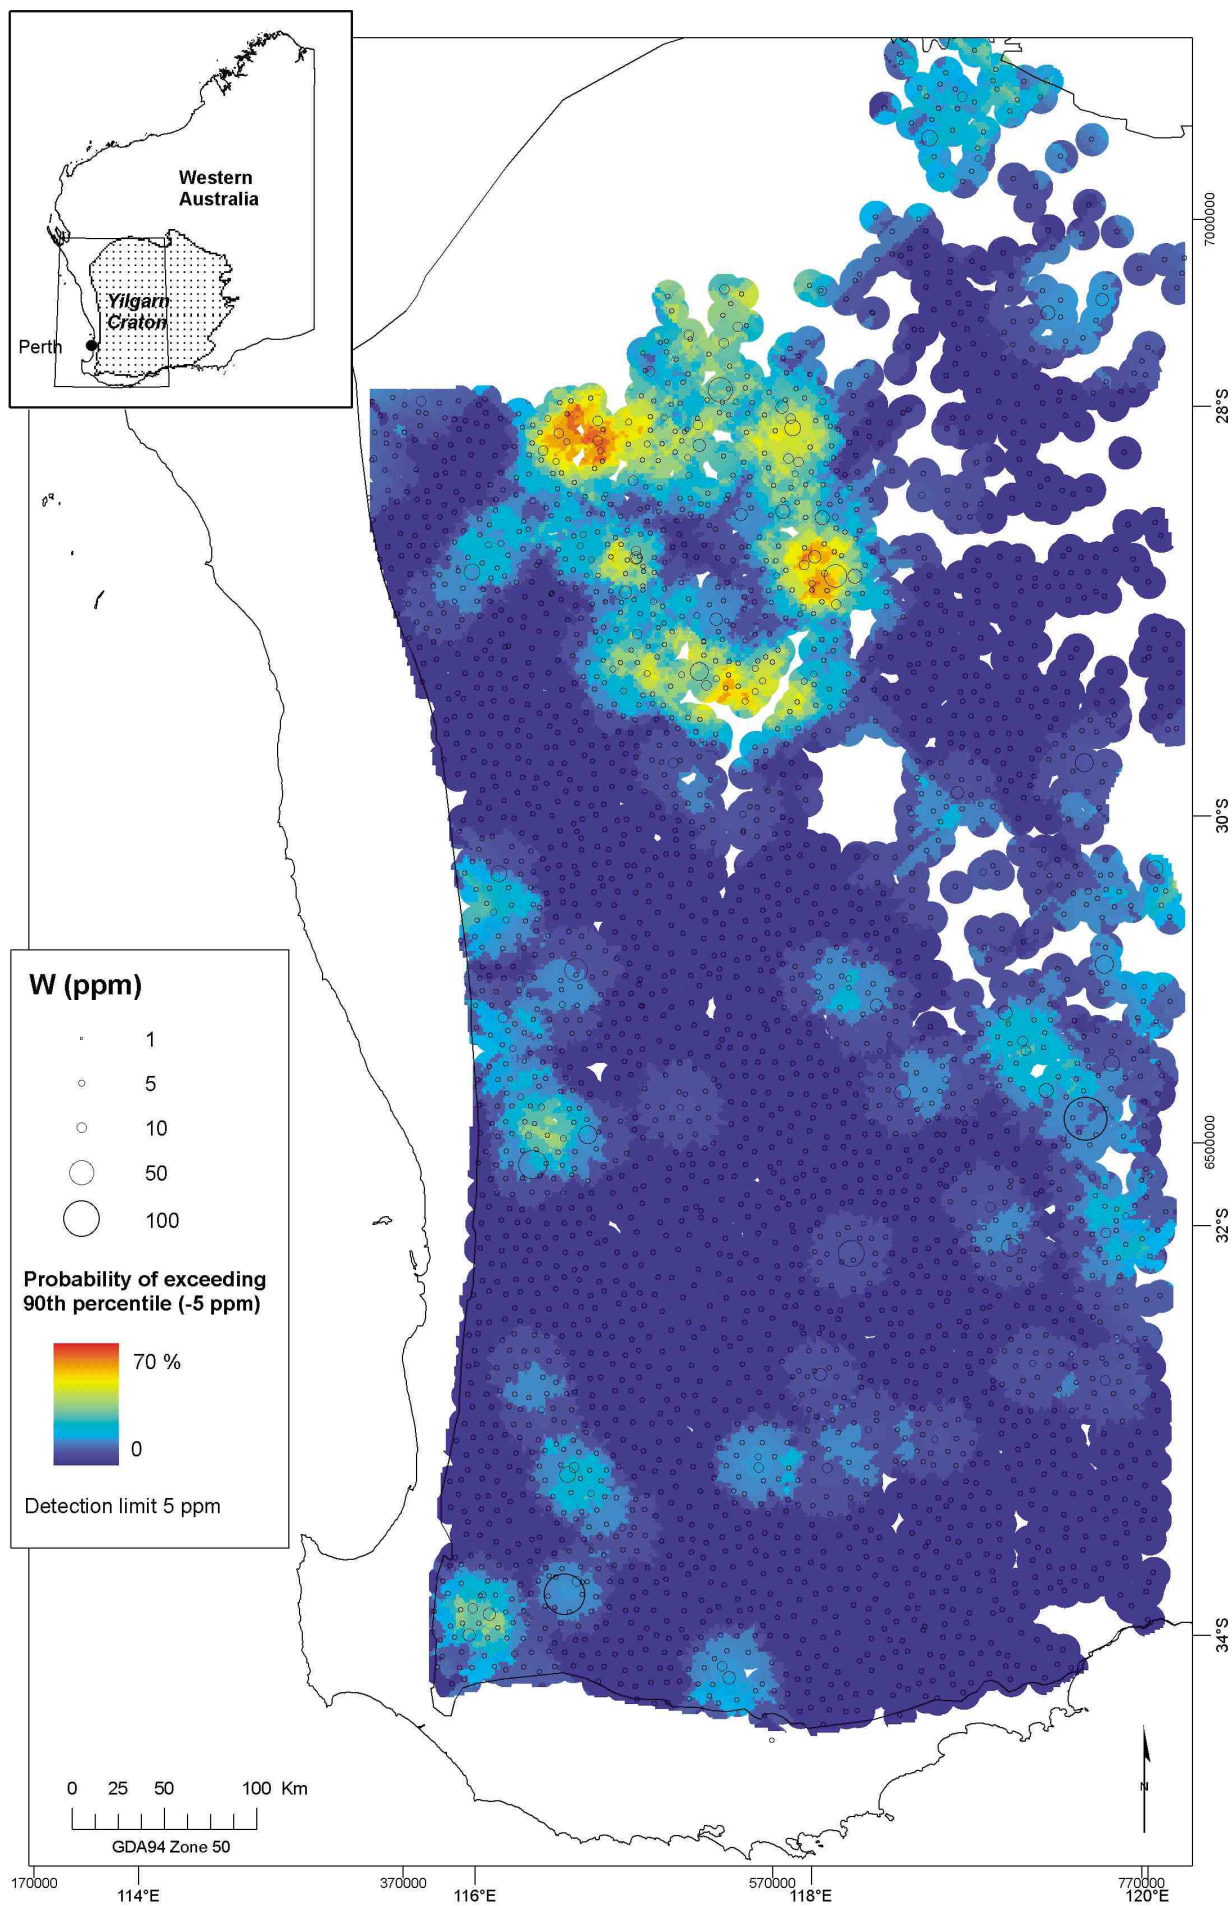 Western
Australia
Yilgarn
Craton
Perth
7000000
28°S
30°S
6500000
32°S
34°S
W (ppm)
1
5
10
50
100
Probability of exceeding
90th percentile (-5 ppm)
70 %
0
Detection limit 5 ppm
0 25 50 100 Km
GDA94 Zone 50
N
170000 370000 570000 770000
114°E 116°E 118°E 120°E